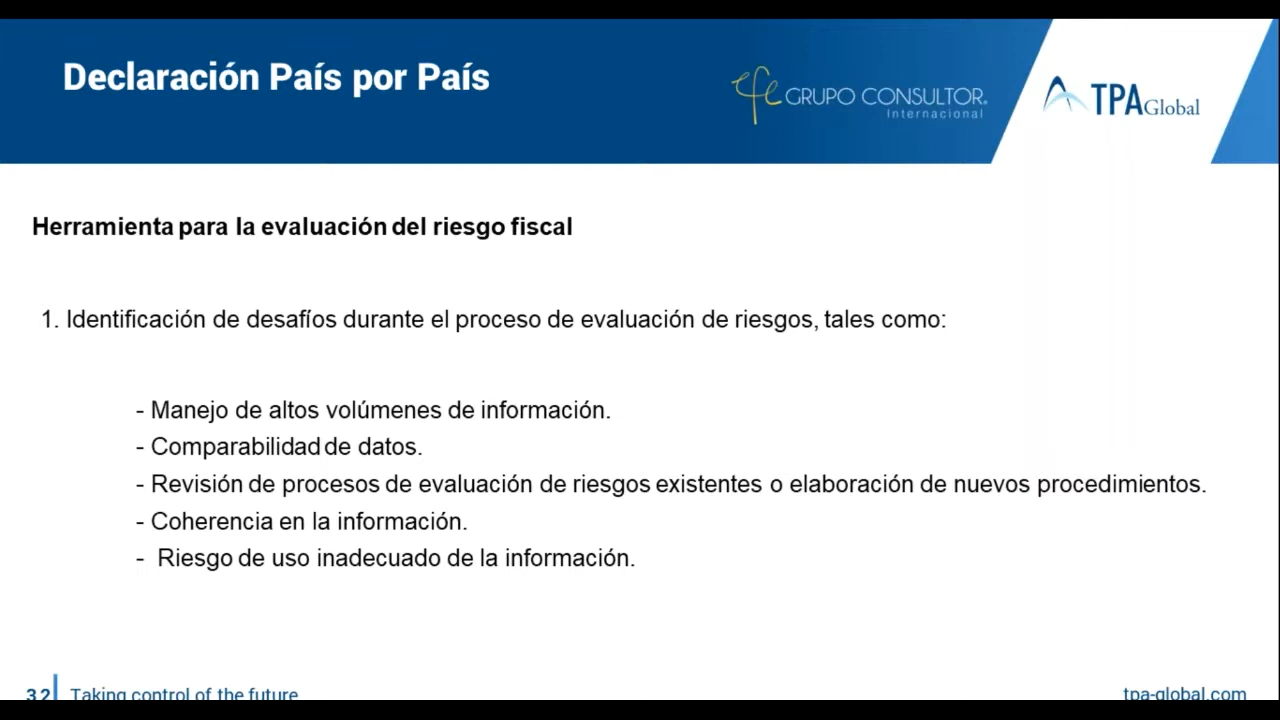 Declaración País por País
efe GRUPO CONSULTOR®
Internacional
TPA Global
Herramienta para la evaluación del riesgo fiscal
1. Identificación de desafíos durante el proceso de evaluación de riesgos, tales como:
- Manejo de altos volúmenes de información.
- Comparabilidad de datos.
- Revisión de procesos de evaluación de riesgos existentes o elaboración de nuevos procedimientos.
- Coherencia en la información.
- Riesgo de uso inadecuado de la información.
32 Taking control of the future
tpa-global.com